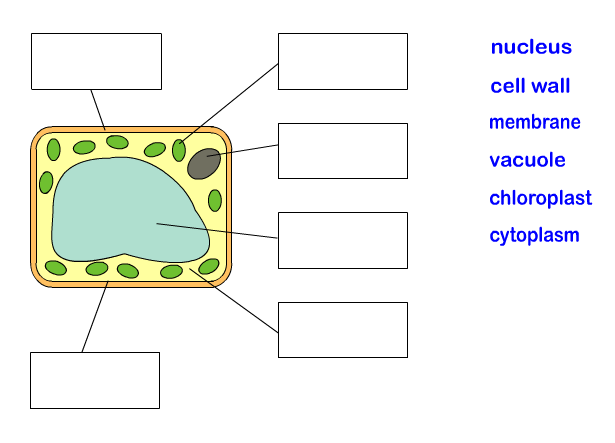 nucleus
cell wall
membrane
vacuole
chloroplast
cytoplasm